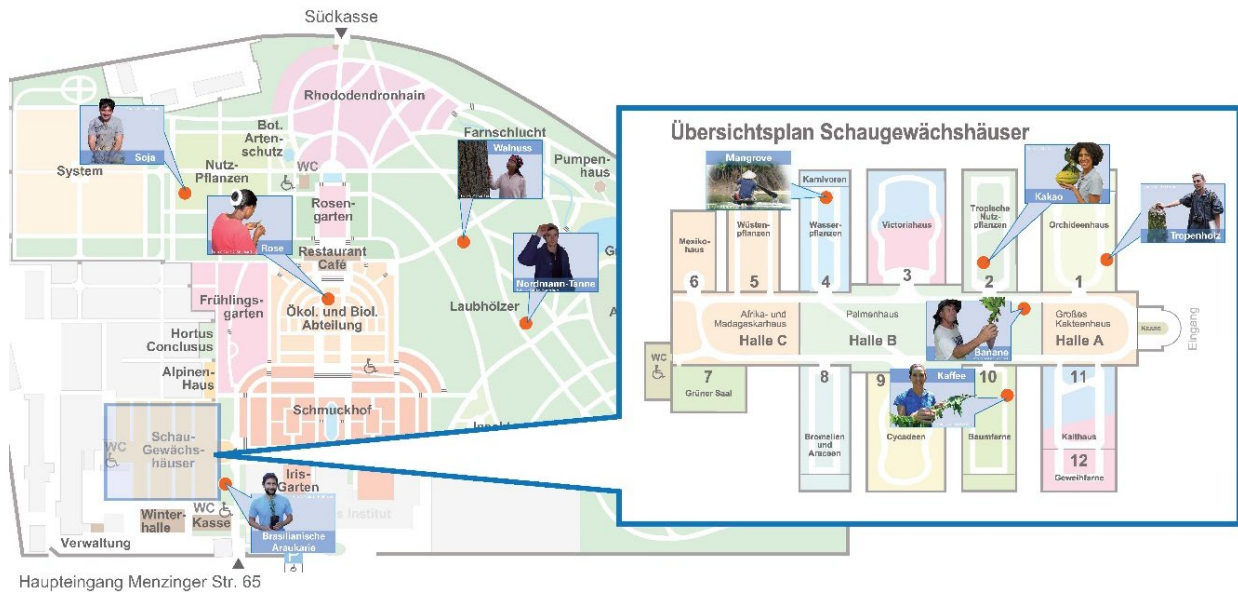 Südkasse
Rhododendronhain
Bot.
Arten-
schutz
Farnschlucht
Walnuss
Pumpen-
haus
Soja
System
Nutz-
Pflanzen
WC
Rosen-
garten
Rose
Restaurant
Café
Nordmann-Tanne
Frühlings-
garten
Ökol. und Biol.
Abteilung
Laubhölzer
Hortus
Conclusus
Alpinen-
Haus
Schmuckhof
WC
Schau-
Gewächs-
häuser
Iris-
Garten
s Institut
WC
Kasse
Winter-
halle
Brasilianische
Araukarie
Verwaltung
P
Haupteingang Menzinger Str. 65
Übersichtsplan Schaugewächshäuser
Mangrove
Karnivoren
Kakao
Tropenholz
Mexiko-
haus
Wüsten-
pflanzen
Wasser-
pflanzen
Victoriahaus
Tropische
Nutz-
pflanzen
Orchideenhaus
6
5
4
3
2
1
Afrika- und
Madagaskarhaus
Halle C
Palmenhaus
Halle B
Banane
Großes
Kakteenhaus
Halle A
Kasse
Eingang
WC
7
Grüner Saal
8
Bromelien
und
Araceen
9
Kaffee
Cycadeen
10
Baumfarne
11
Kalthaus
12
Geweihfarne